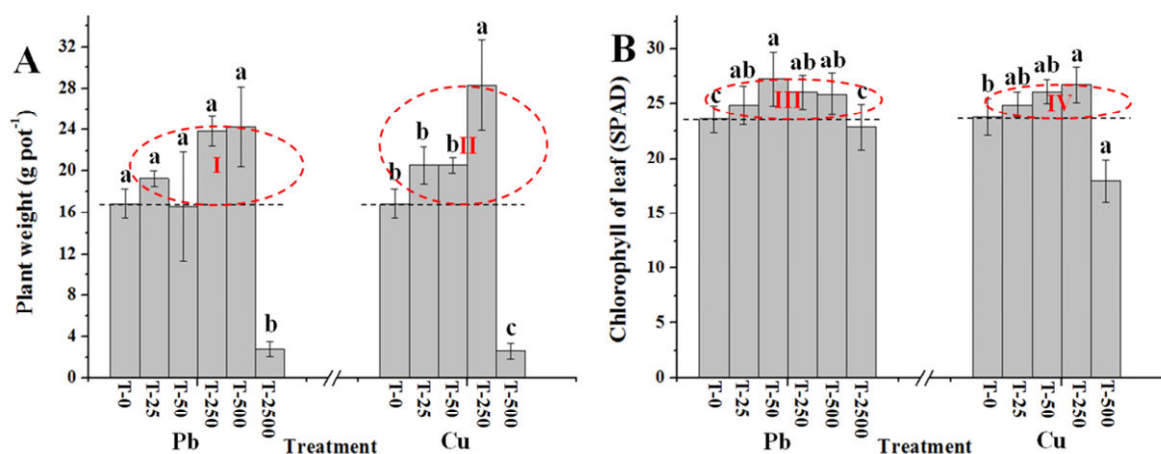 A
Plant weight (g pot⁻¹)
32
28
24
20
16
12
8
4
0
a
a
a
a
a
b
I
b
b
b
a
c
II
T-0
T-25
T-50
T-250
T-500
T-2500
T-0
T-25
T-50
T-250
T-500
Pb
Treatment
Cu
B
Chlorophyll of leaf (SPAD)
30
25
20
15
10
5
0
c
ab
a
ab
ab
c
III
b
ab
ab
a
a
IV
T-0
T-25
T-50
T-250
T-500
T-2500
T-0
T-25
T-50
T-250
T-500
Pb
Treatment
Cu